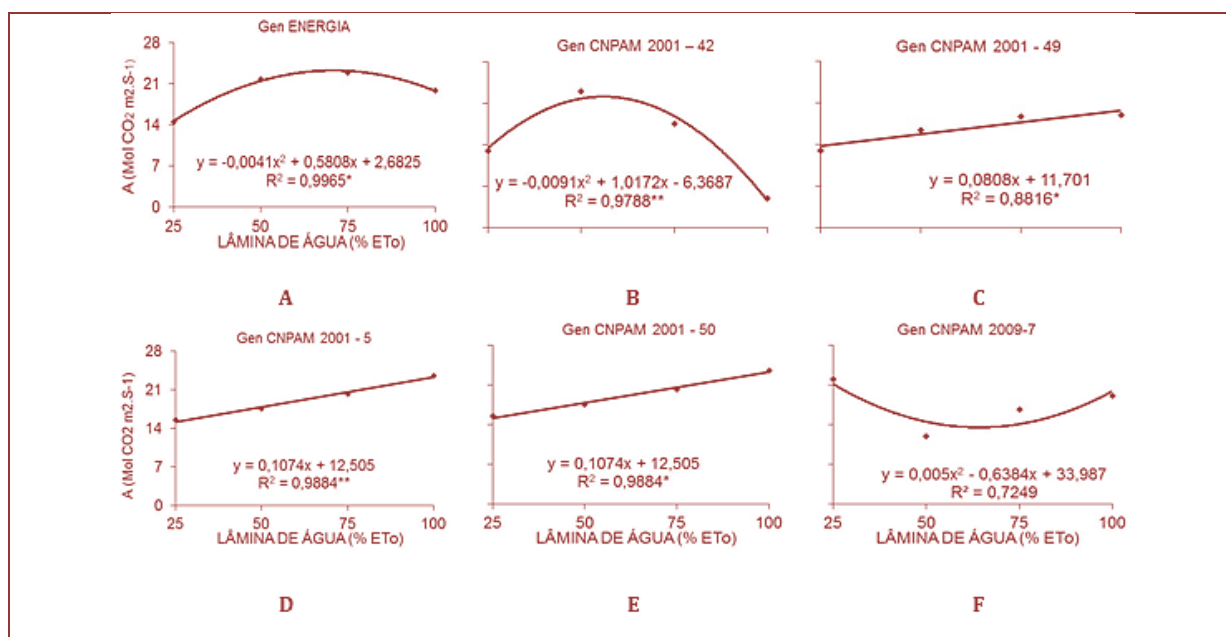 Gen ENERGIA
A (Mol CO2 m2.S-1)
28
21
14
7
0
y = -0,0041x² + 0,5808x + 2,6825
R² = 0,9965*
25 50 75 100
LÂMINA DE ÁGUA (% ETo)
A
Gen CNPAM 2001 – 42
y = -0,0091x² + 1,0172x - 6,3687
R² = 0,9788**
B
Gen CNPAM 2001 - 49
y = 0,0808x + 11,701
R² = 0,8816*
C
Gen CNPAM 2001 - 5
A (Mol CO2 m2.S-1)
28
21
14
7
0
y = 0,1074x + 12,505
R² = 0,9884**
25 50 75 100
LÂMINA DE ÁGUA (% ETo)
D
Gen CNPAM 2001 - 50
y = 0,1074x + 12,505
R² = 0,9884*
25 50 75 100
LÂMINA DE ÁGUA (% ETo)
E
Gen CNPAM 2009-7
y = 0,005x² - 0,6384x + 33,987
R² = 0,7249
25 50 75 100
LÂMINA DE ÁGUA (% ETo)
F